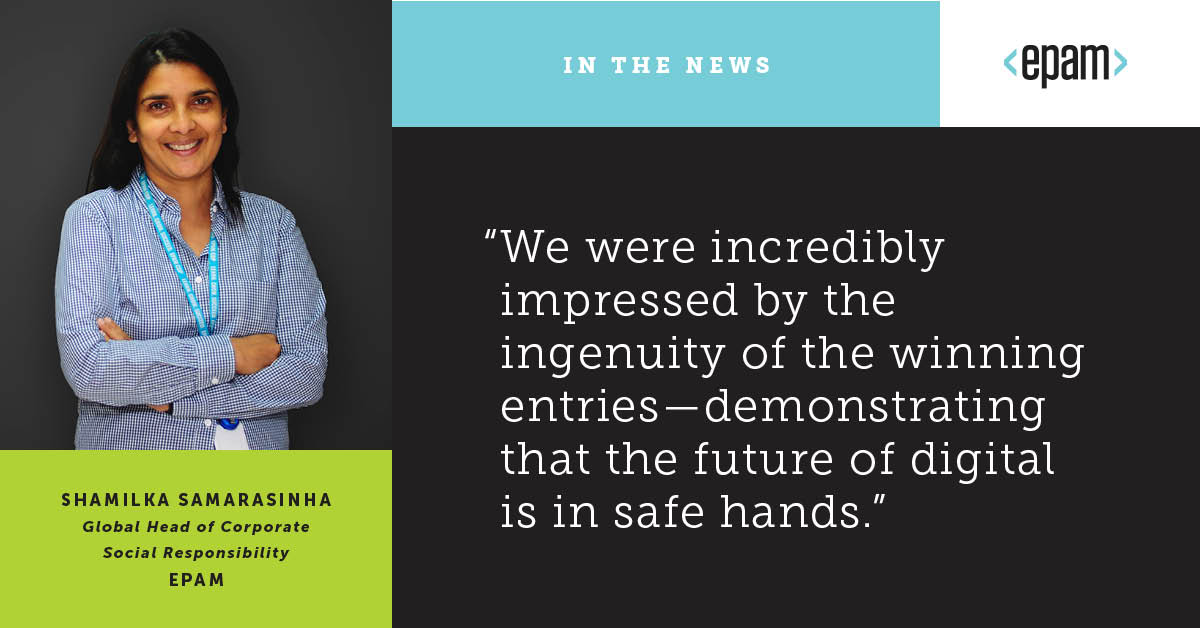 IN THE NEWS
<epam>
“We were incredibly
impressed by the
ingenuity of the winning
entries—demonstrating
that the future of digital
is in safe hands.”
SHAMILKA SAMARASINHA
Global Head of Corporate
Social Responsibility
EPAM